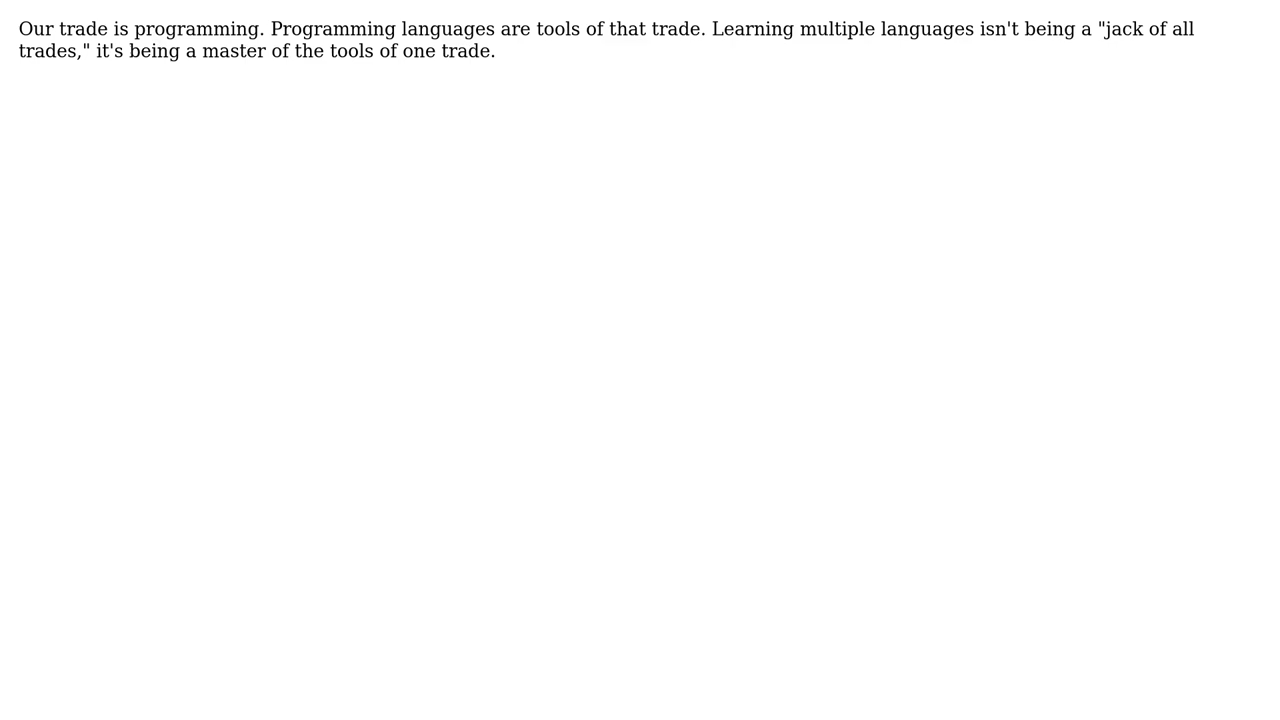 Our trade is programming. Programming languages are tools of that trade. Learning multiple languages isn't being a "jack of all
trades," it's being a master of the tools of one trade.